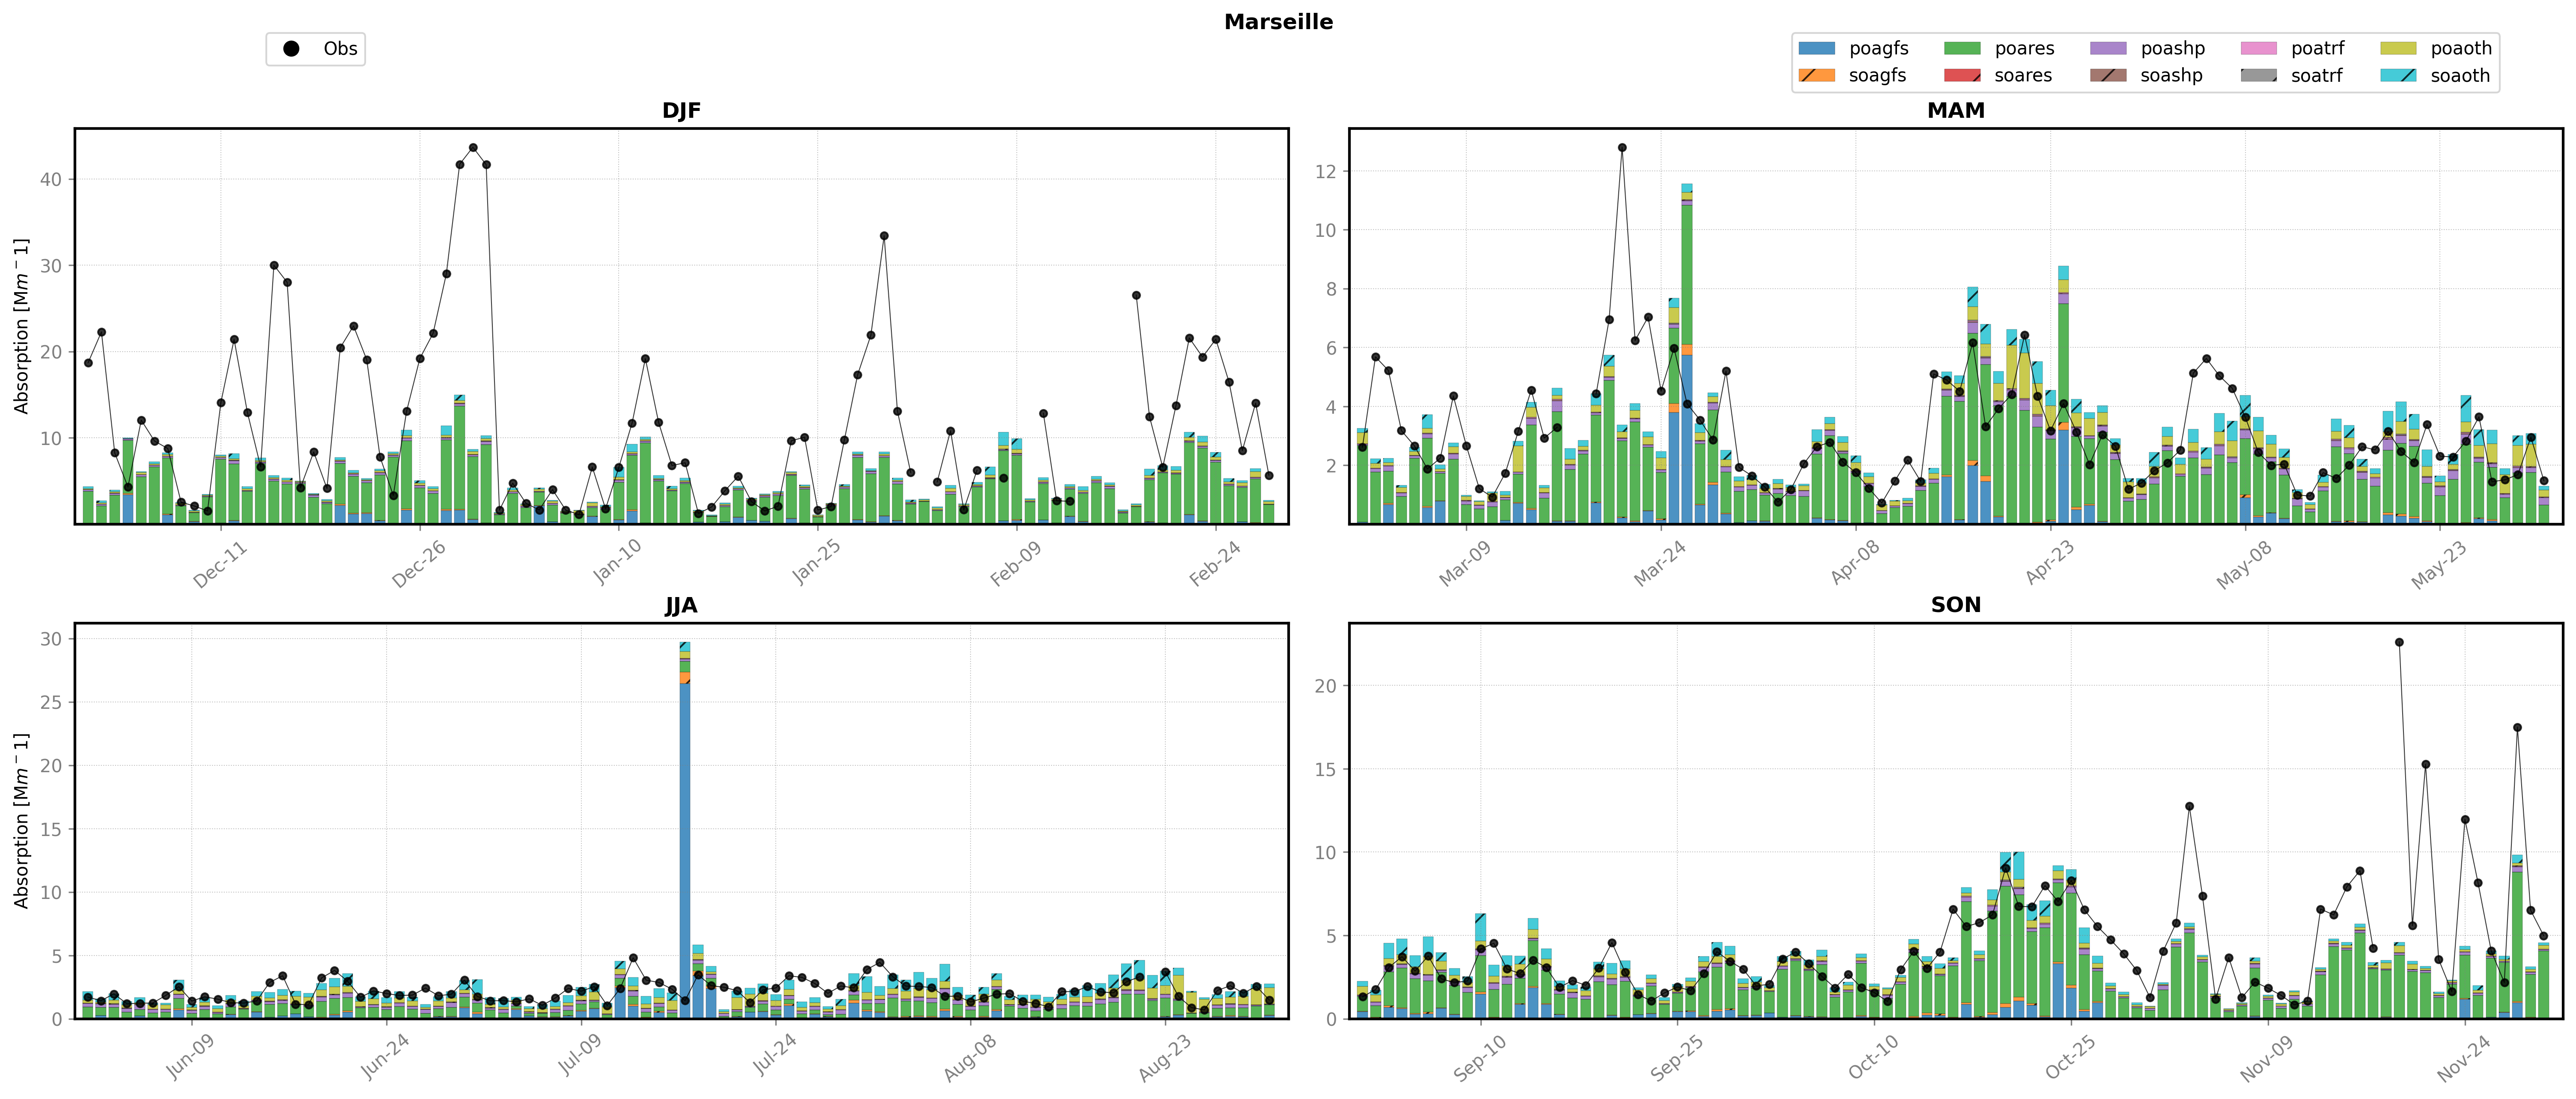 Marseille
Obs
poagfs poares poashp poatrf poaoth
soagfs soares soashp soatrf soaoth
DJF
MAM
Absorption [Mm−1]
40
30
20
10
12
10
8
6
4
2
Dec-11 Dec-26 Jan-10 Jan-25 Feb-09 Feb-24
Mar-09 Mar-24 Apr-08 Apr-23 May-08 May-23
JJA
SON
Absorption [Mm−1]
30
25
20
15
10
5
0
20
15
10
5
0
Jun-09 Jun-24 Jul-09 Jul-24 Aug-08 Aug-23
Sep-10 Sep-25 Oct-10 Oct-25 Nov-09 Nov-24